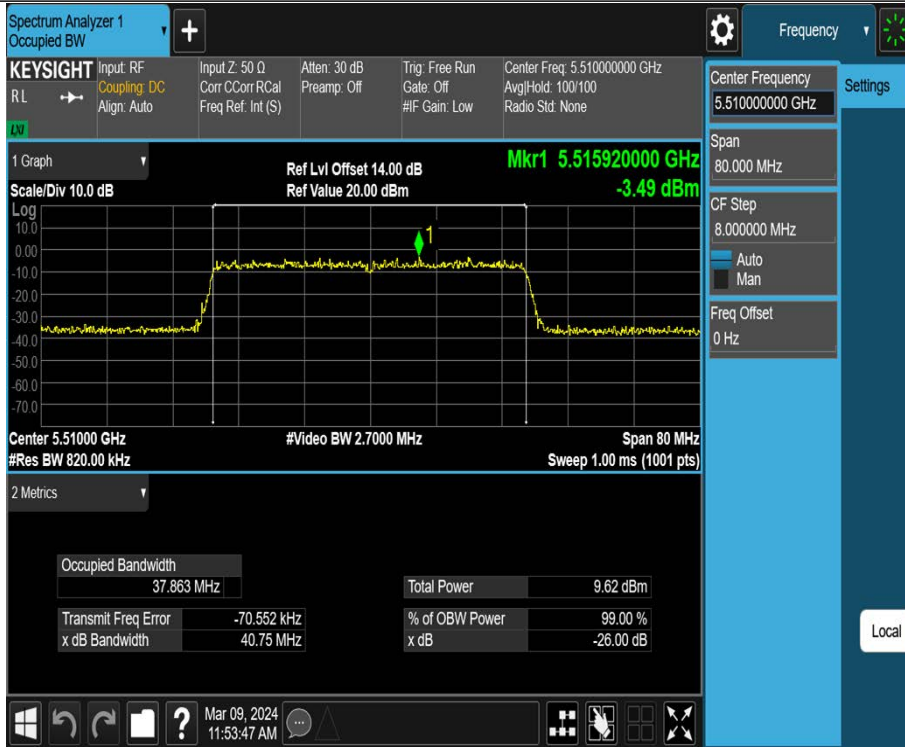 Spectrum Analyzer 1
Occupied BW
+
Frequency
KEYSIGHT
R L
LXI
Input: RF
Coupling: DC
Align: Auto
Input Z: 50 Ω
Corr CCorr RCal
Freq Ref: Int (S)
Atten: 30 dB
Preamp: Off
Trig: Free Run
Gate: Off
#IF Gain: Low
Center Freq: 5.510000000 GHz
Avg|Hold: 100/100
Radio Std: None
Center Frequency
5.510000000 GHz
Settings
Span
80.000 MHz
CF Step
8.000000 MHz
Auto
Man
Freq Offset
0 Hz
Local
1 Graph
Scale/Div 10.0 dB
Ref Lvl Offset 14.00 dB
Ref Value 20.00 dBm
Mkr1 5.515920000 GHz
-3.49 dBm
Log
10.0
0.00
-10.0
-20.0
-30.0
-40.0
-50.0
-60.0
-70.0
1
Center 5.51000 GHz
#Res BW 820.00 kHz
#Video BW 2.7000 MHz
Span 80 MHz
Sweep 1.00 ms (1001 pts)
2 Metrics
Occupied Bandwidth
37.863 MHz
Transmit Freq Error -70.552 kHz
x dB Bandwidth 40.75 MHz
Total Power 9.62 dBm
% of OBW Power 99.00 %
x dB -26.00 dB
?
Mar 09, 2024
11:53:47 AM